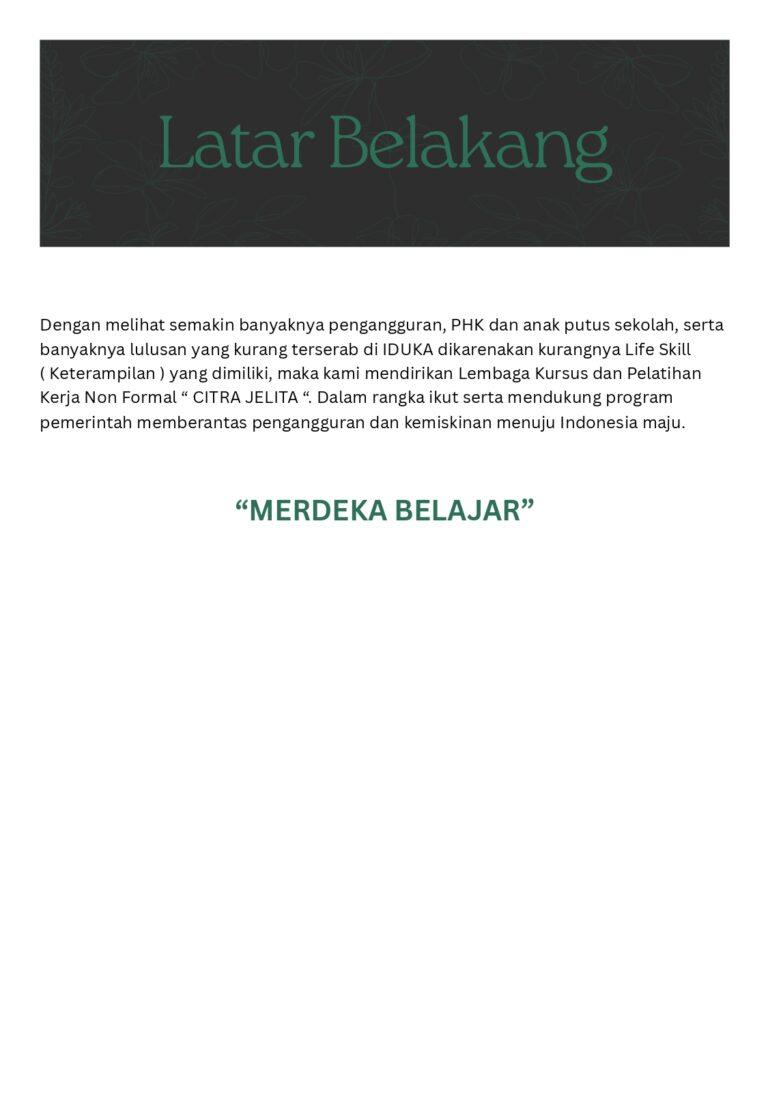 Latar Belakang
Dengan melihat semakin banyaknya pengangguran, PHK dan anak putus sekolah, serta
banyaknya lulusan yang kurang terserab di IDUKA dikarenakan kurangnya Life Skill
( Keterampilan ) yang dimiliki, maka kami mendirikan Lembaga Kursus dan Pelatihan
Kerja Non Formal “ CITRA JELITA “. Dalam rangka ikut serta mendukung program
pemerintah memberantas pengangguran dan kemiskinan menuju Indonesia maju.
“MERDEKA BELAJAR”